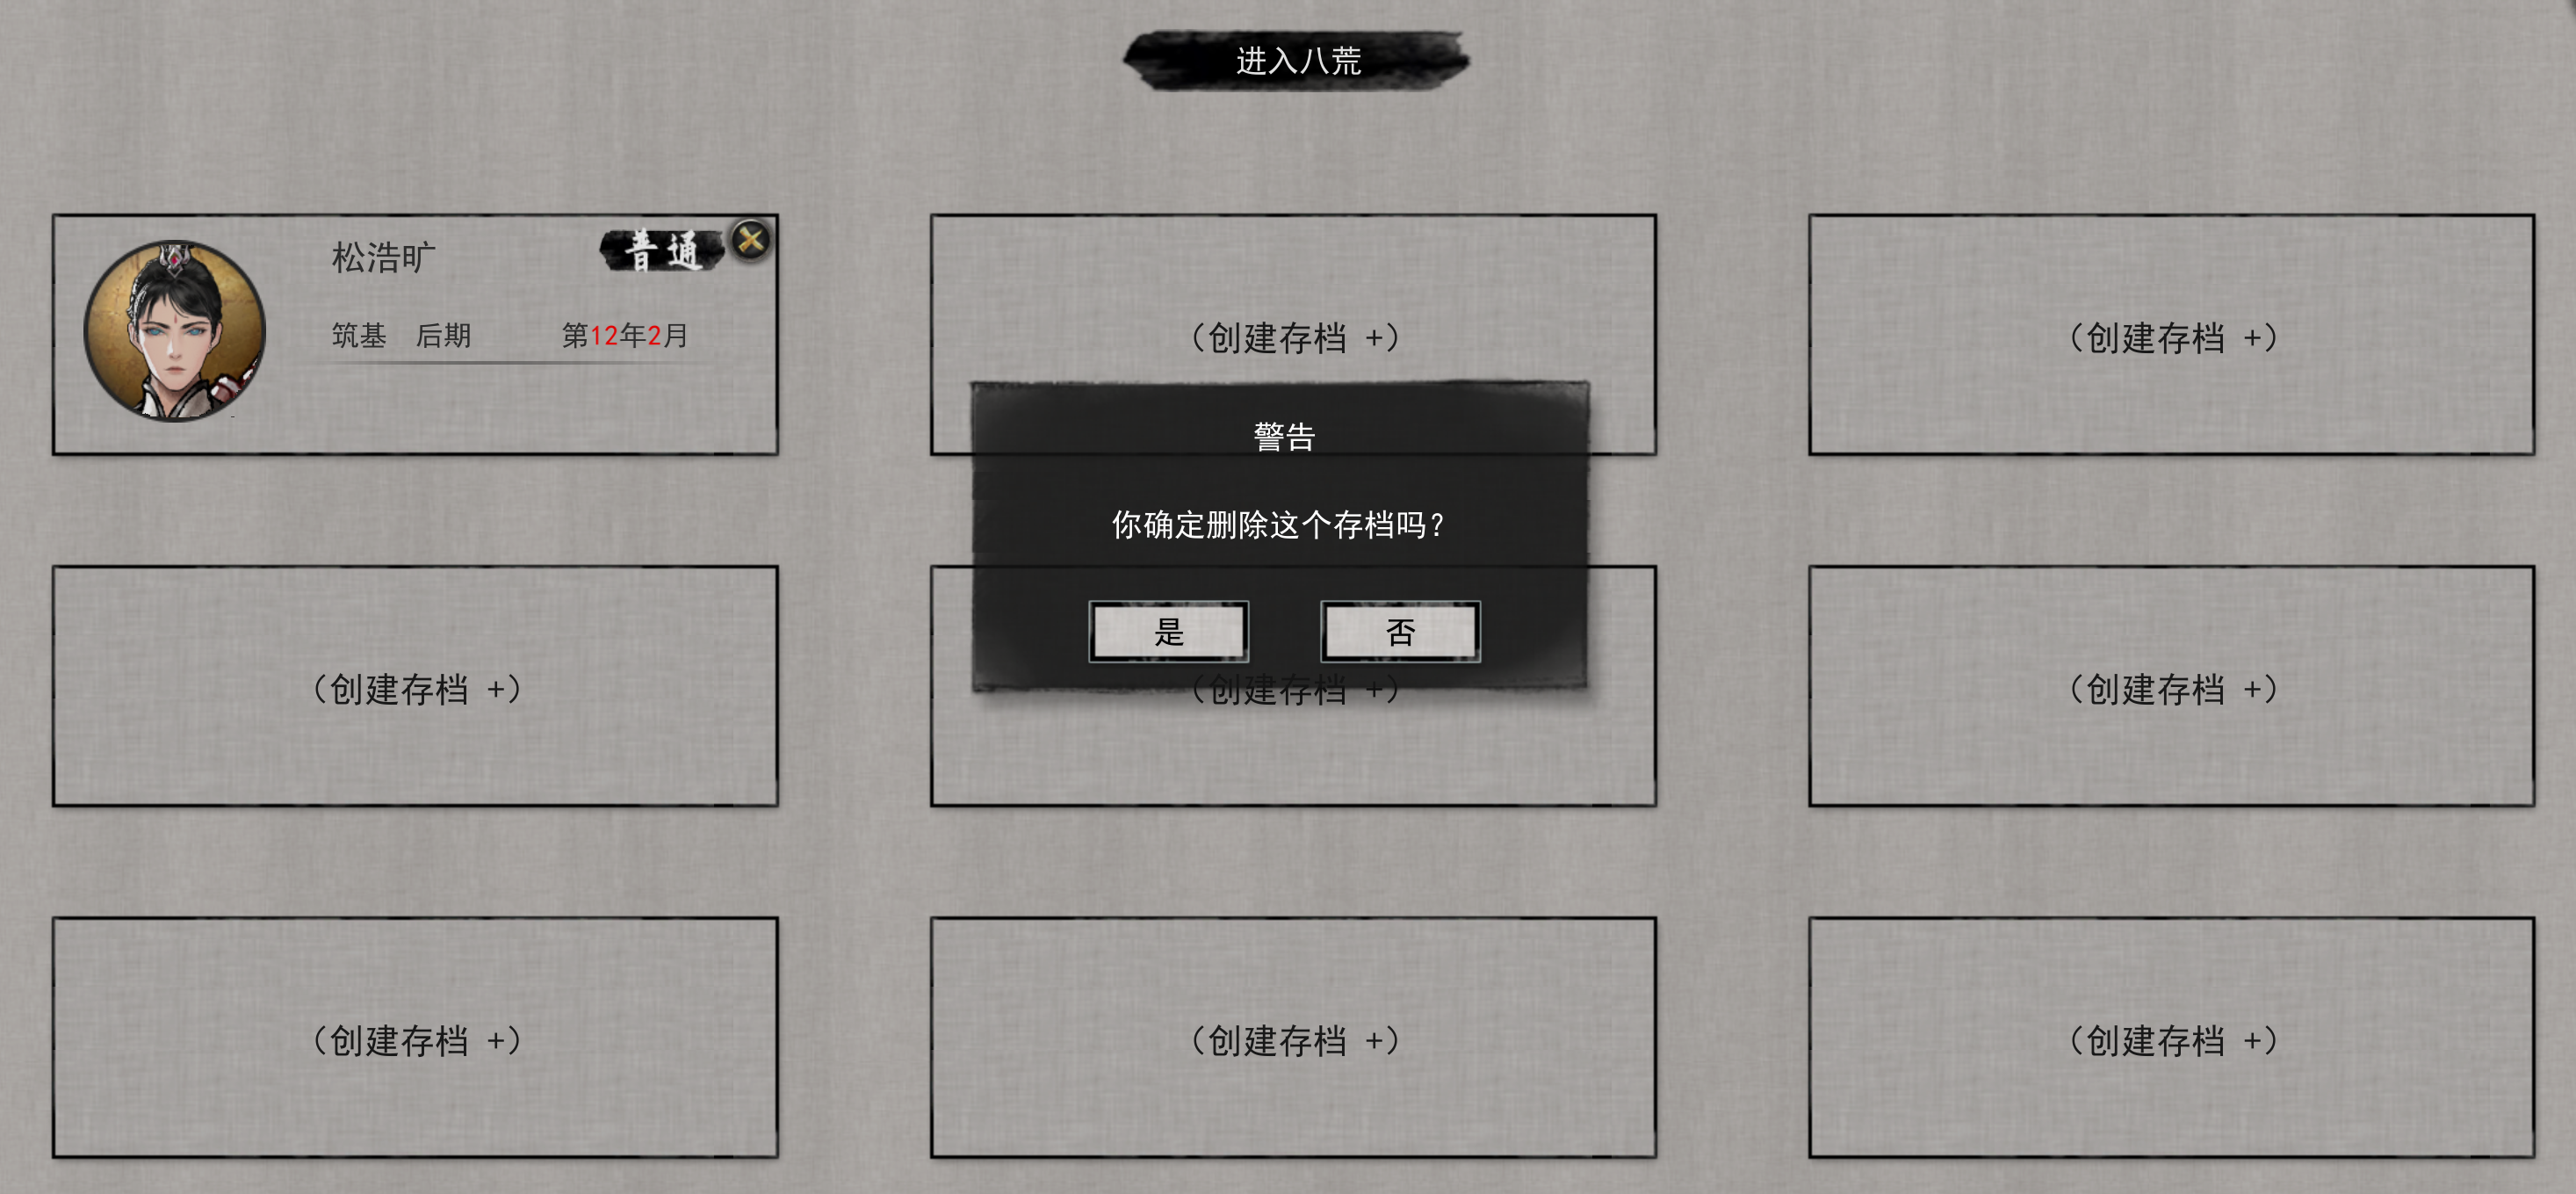 进入八荒
松浩旷
普通
筑基 后期 第12年2月
(创建存档 +)
(创建存档 +)
警告
你确定删除这个存档吗?
是 否
(创建存档 +)
(创建存档 +)
(创建存档 +)
(创建存档 +)
(创建存档 +)
(创建存档 +)